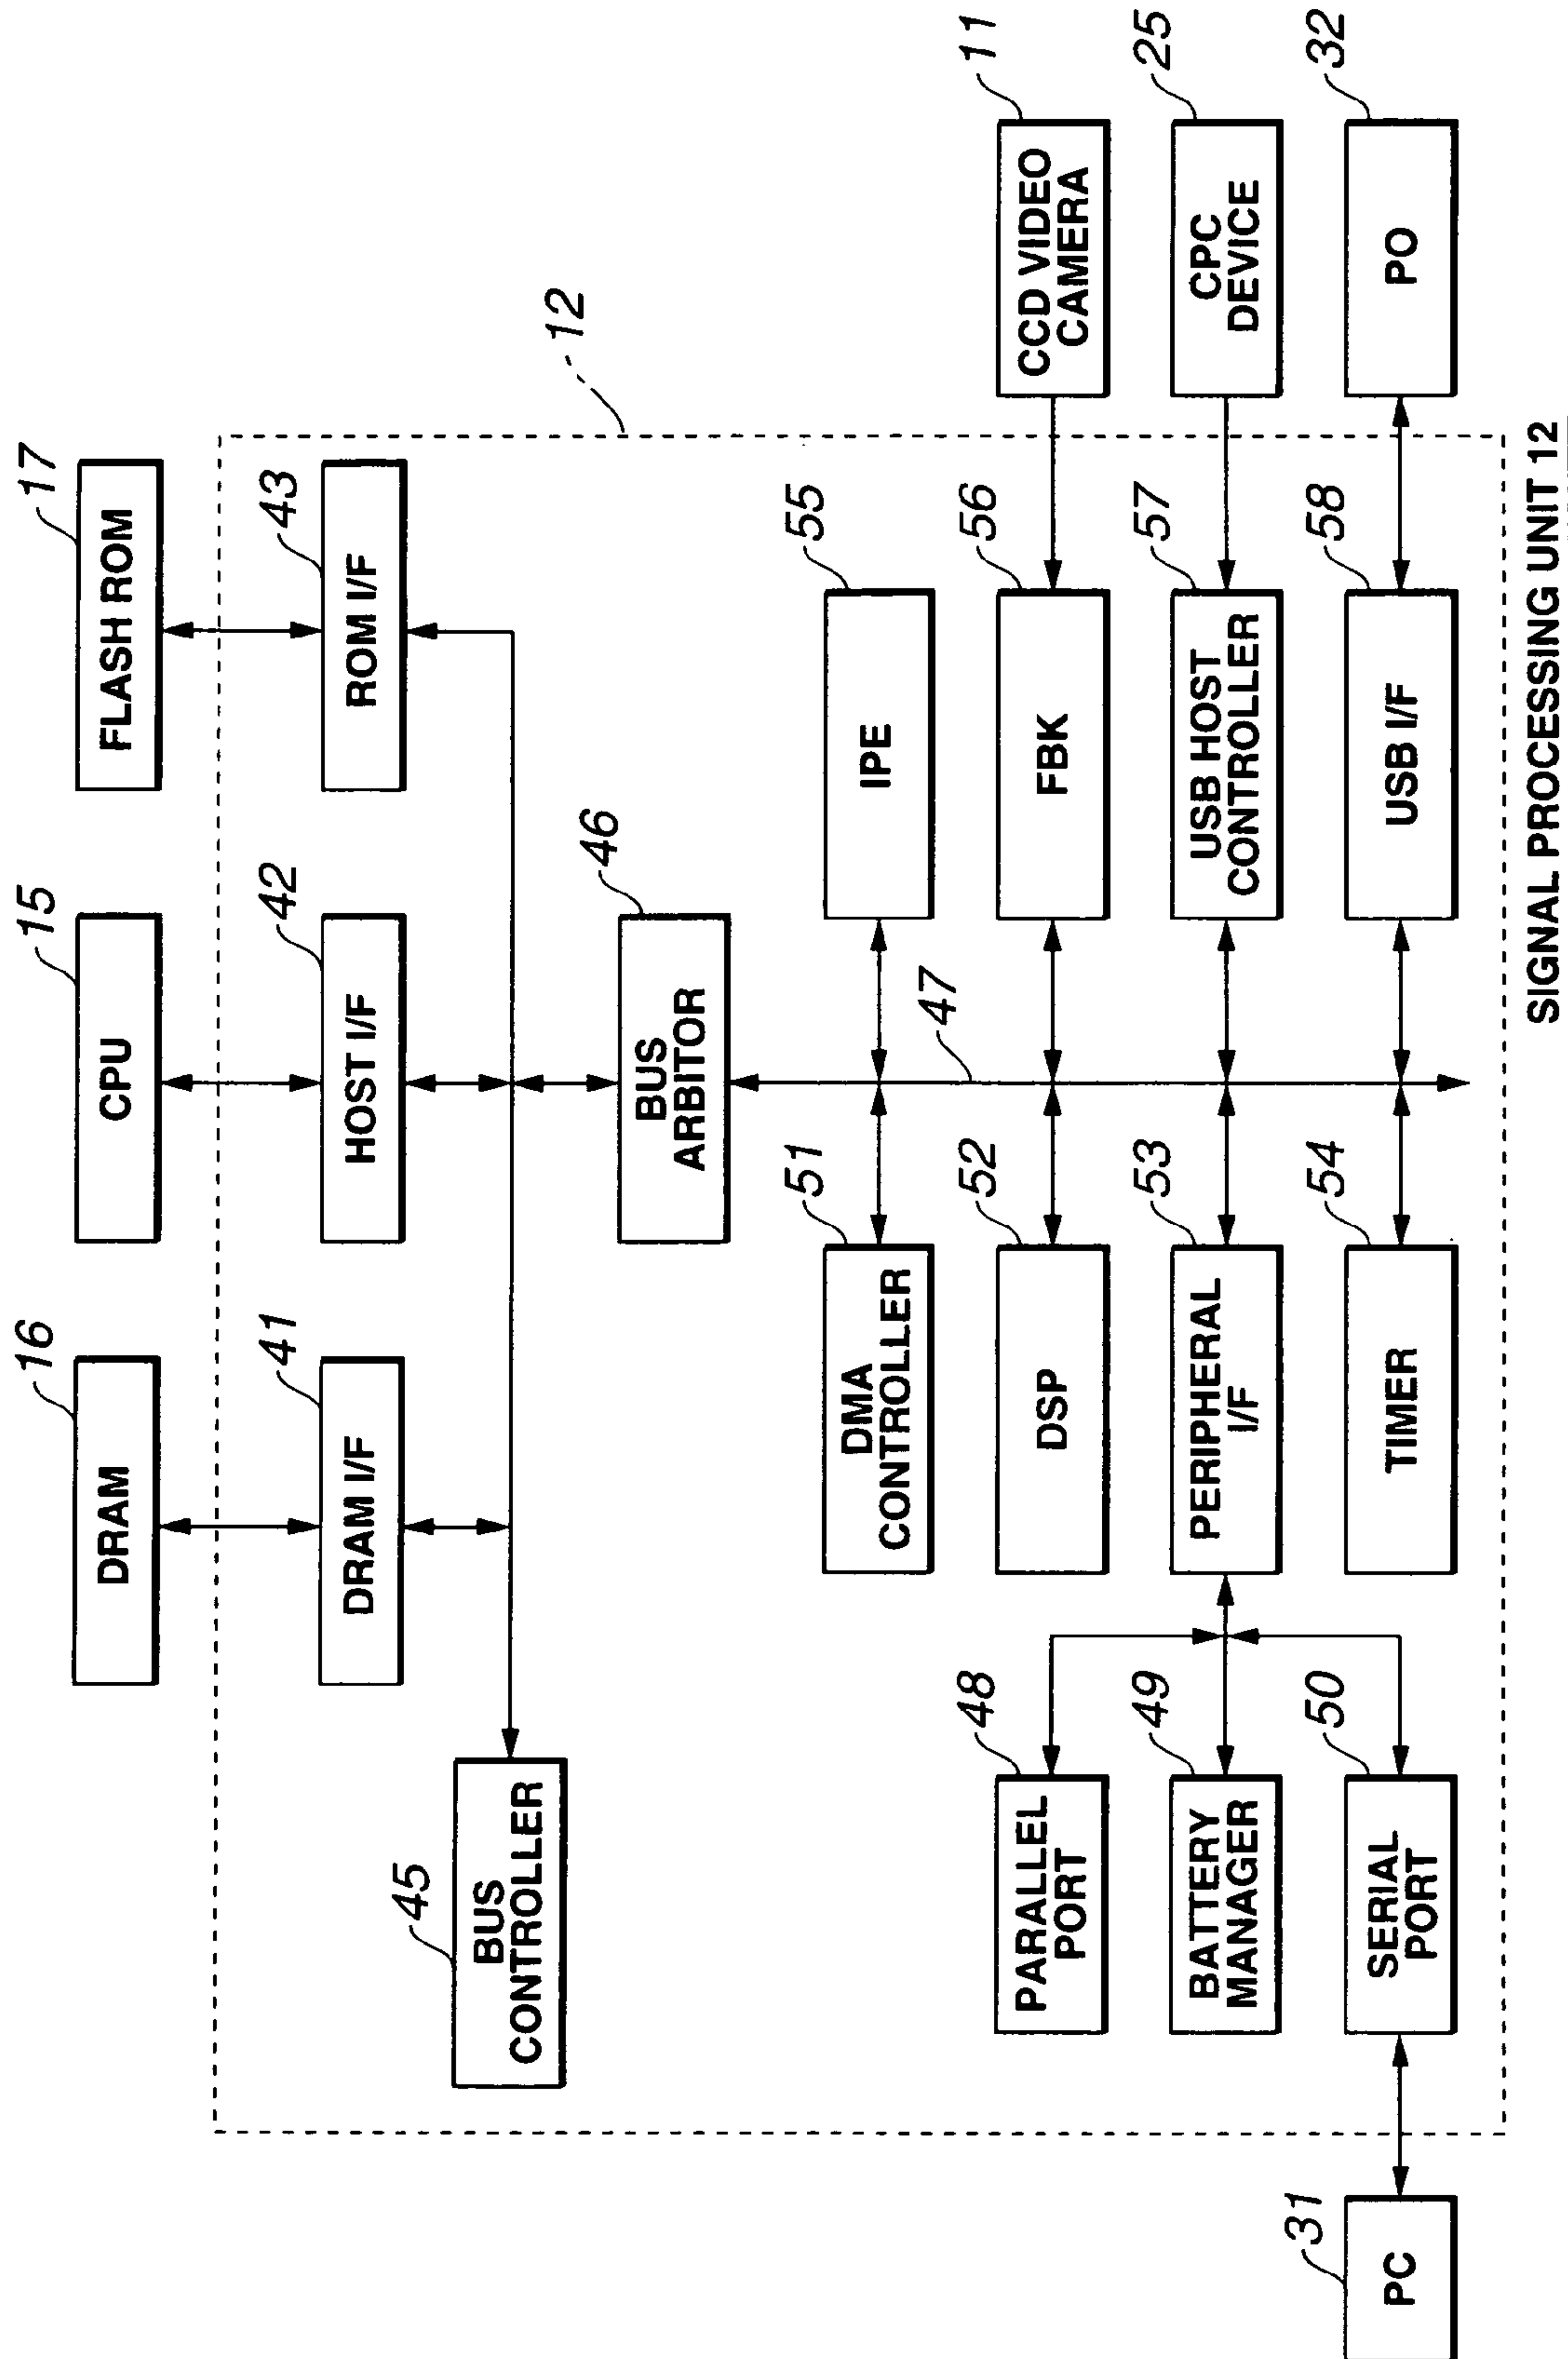 16
DRAM
15
CPU
17
FLASH ROM
12
41
DRAM I/F
42
HOST I/F
43
ROM I/F
45
BUS
CONTROLLER
46
BUS
ARBITOR
47
51
DMA
CONTROLLER
55
IPE
48
PARALLEL
PORT
52
DSP
56
FBK
11
CCD VIDEO
CAMERA
49
BATTERY
MANAGER
53
PERIPHERAL
I/F
57
USB HOST
CONTROLLER
25
CPC
DEVICE
31
PC
50
SERIAL
PORT
54
TIMER
58
USB I/F
32
PO
SIGNAL PROCESSING UNIT 12